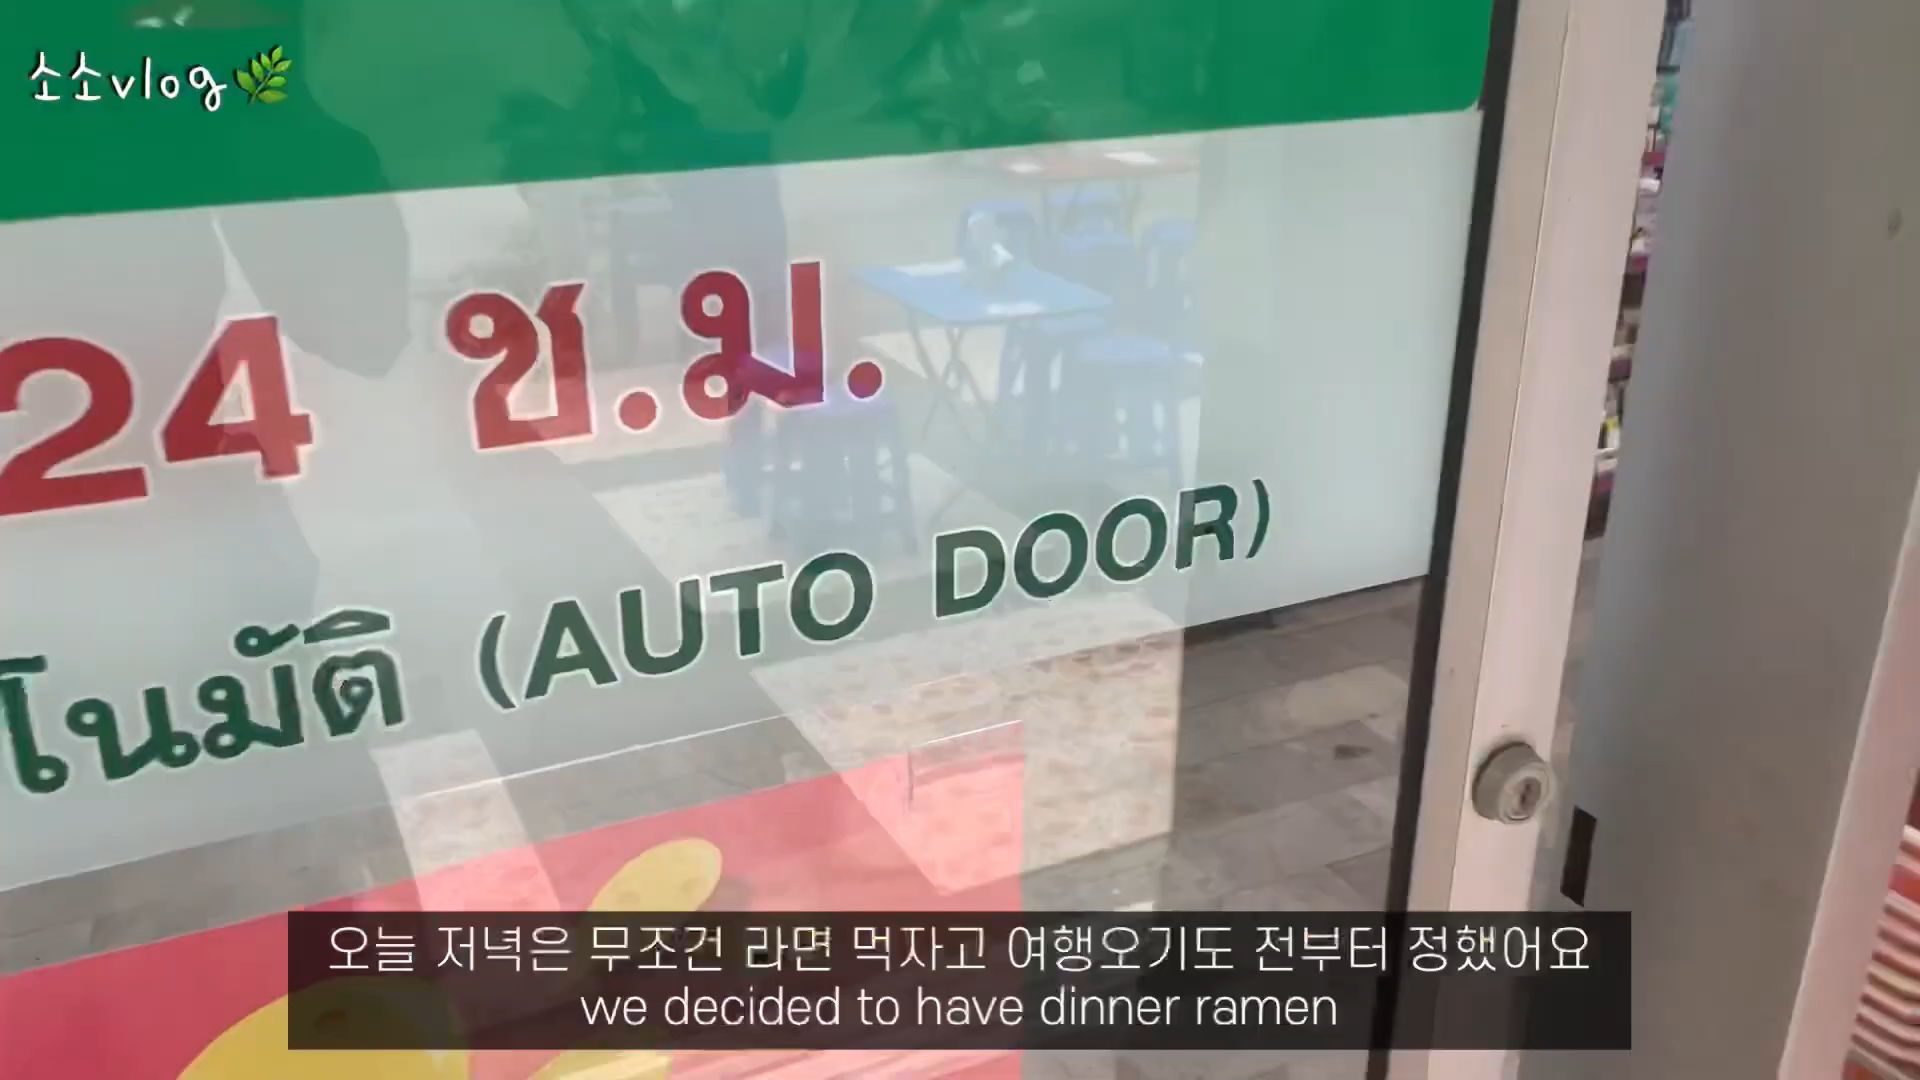 소소vlog
24 ช.ม.
โนมัติ (AUTO DOOR)
오늘 저녁은 무조건 라면 먹자고 여행오기도 전부터 정했어요
we decided to have dinner ramen